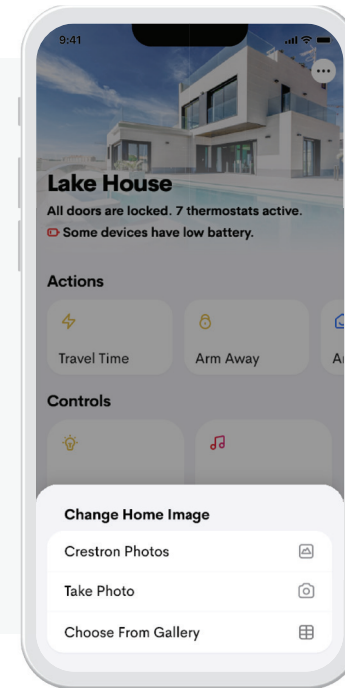 9:41
Lake House
All doors are locked. 7 thermostats active.
Some devices have low battery.
Actions
Travel Time
Arm Away
Controls
Change Home Image
Crestron Photos
Take Photo
Choose From Gallery